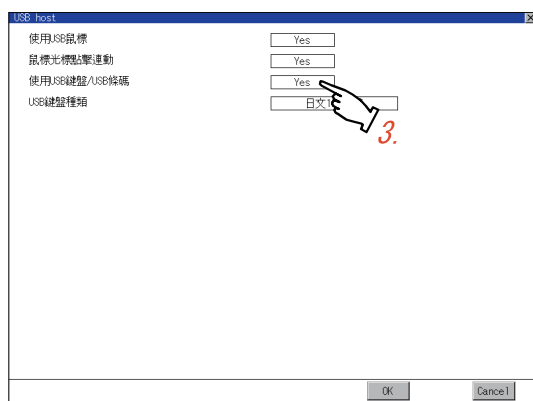 USB host
使用USB鼠標 Yes
鼠標光標點擊連動 Yes
使用USB鍵盤/USB條碼 Yes
USB鍵盤種類 日文1
3.
OK Cancel